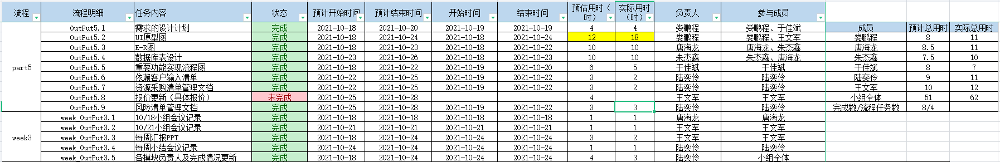 流程 流程明细 任务内容 状态 预计开始时间 预计结束时间 开始时间 结束时间 预估用时（时） 实际用时（时） 负责人 参与成员
part5
OutPut5.1 需求的设计计划 完成 2021-10-18 2021-10-20 2021-10-19 2021-10-19 4 4 娄鹏程 娄鹏程、于佳斌 成员 预计总用时 实际总用时
OutPut5.2 UI原型图 完成 2021-10-18 2021-10-24 2021-10-18 2021-10-24 12 18 娄鹏程 娄鹏程、王文军 娄鹏程 8 11
OutPut5.3 E-R图 完成 2021-10-18 2021-10-23 2021-10-18 2021-10-22 10 10 唐海龙 唐海龙、朱杰鑫 唐海龙 8.5 11
OutPut5.4 数据库表设计 完成 2021-10-23 2021-10-26 2021-10-18 2021-10-22 10 10 朱杰鑫 朱杰鑫、唐海龙 朱杰鑫 7.5 10
OutPut5.5 重要功能实现流程图 完成 2021-10-18 2021-10-22 2021-10-19 2021-10-20 6 5 于佳斌 于佳斌 于佳斌 8 7
OutPut5.6 依赖客户输入清单 完成 2021-10-22 2021-10-25 2021-10-19 2021-10-22 3 2 陆奕伶 陆奕伶 陆奕伶 9 11
OutPut5.7 资源采购清单管理文档 完成 2021-10-22 2021-10-25 2021-10-19 2021-10-22 3 2 陆奕伶 陆奕伶 王文军 10 12
OutPut5.8 报价更新（具体报价） 未完成 2021-10-25 2021-10-28 4 王文军 王文军 小组全体 51 62
OutPut5.9 风险清单管理文档 完成 2021-10-25 2021-10-28 2021-10-19 2021-10-22 3 3 陆奕伶 陆奕伶 完成数/流程任务数 8/4
week3
week_OutPut3.1 10/18小组会议记录 完成 2021-10-18 2021-10-18 2021-10-18 2021-10-18 1 1 唐海龙 唐海龙
week_OutPut3.2 10/21小组会议记录 完成 2021-10-21 2021-10-21 2021-10-21 2021-10-21 1 1 王文军 王文军
week_OutPut3.3 每周汇报PPT 完成 2021-10-18 2021-10-24 2021-10-24 2021-10-24 3 2 王文军 王文军
week_OutPut3.4 每周小结会议记录 完成 2021-10-24 2021-10-24 2021-10-24 2021-10-24 1 1 陆奕伶 陆奕伶
week_OutPut3.5 各模块负责人及完成情况更新 完成 2021-10-18 2021-10-24 2021-10-24 2021-10-24 4 3 陆奕伶 小组全体